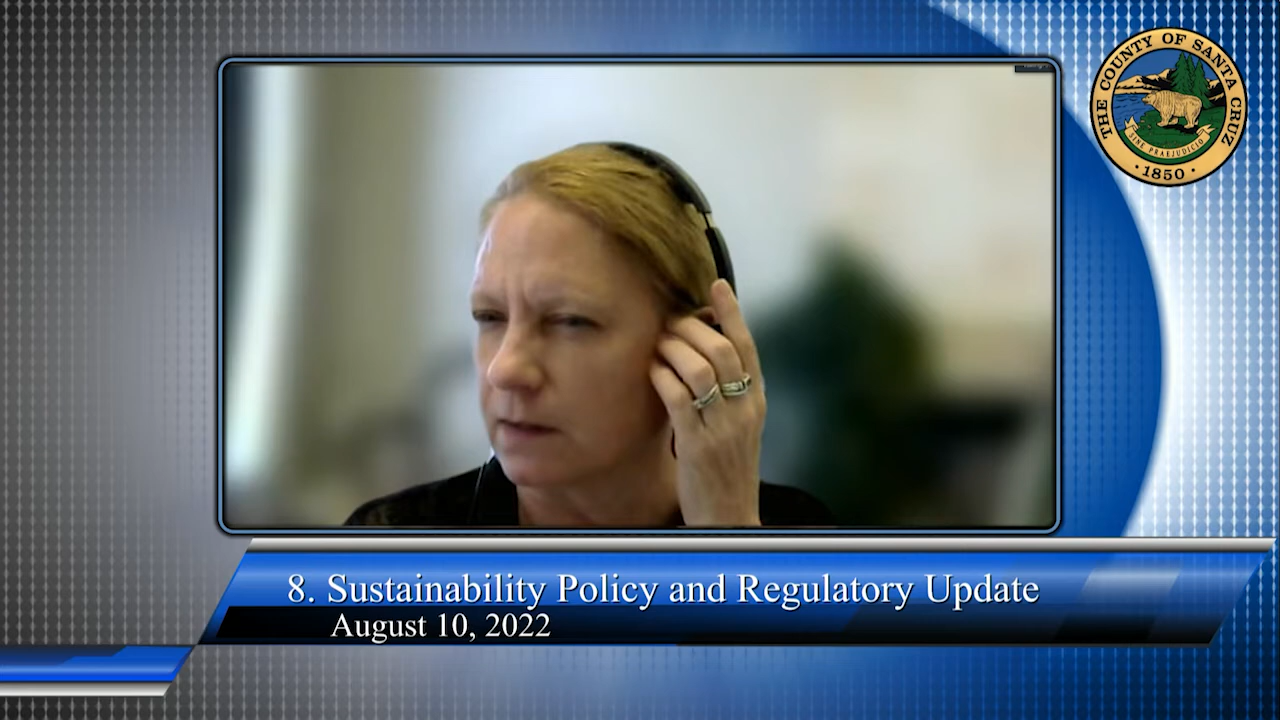 THE COUNTY OF SANTA CRUZ
SINE PRAEJUDICIO
• 1850 •
8. Sustainability Policy and Regulatory Update
August 10, 2022